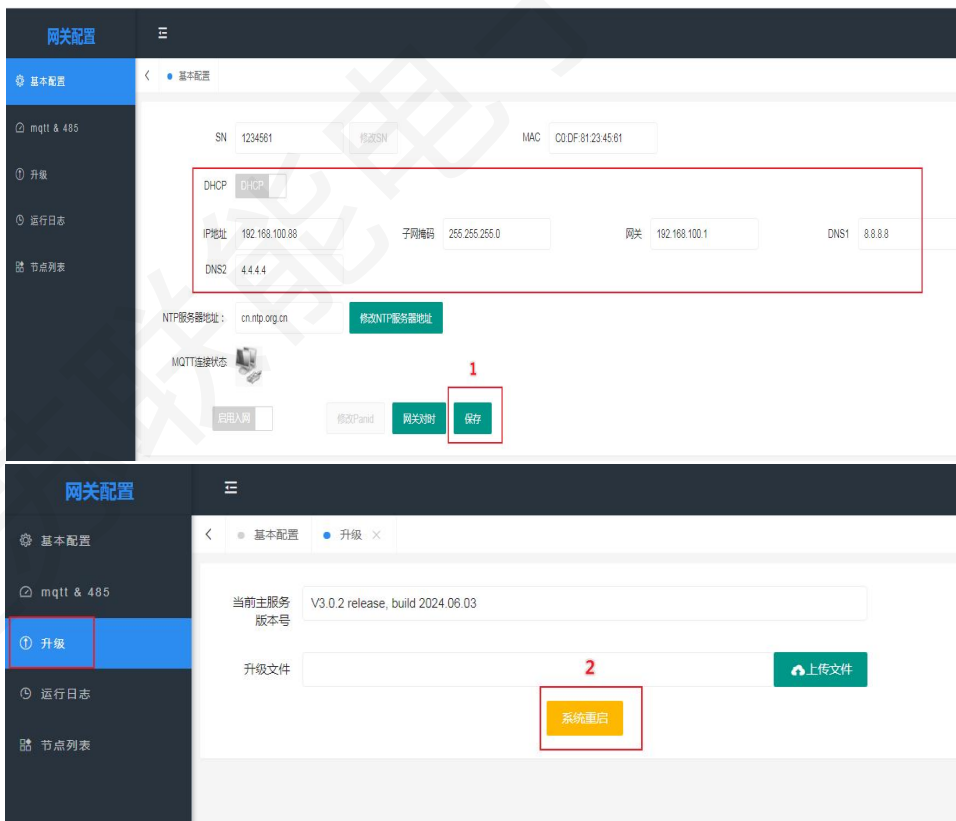 网关配置
基本配置
基本配置
mqtt & 485
升级
运行日志
节点列表
SN 1234561 修改SN MAC C0:DF:81:23:45:61
DHCP DHCP
IP地址 192.168.100.88 子网掩码 255.255.255.0 网关 192.168.100.1 DNS1 8.8.8.8
DNS2 4.4.4.4
NTP服务器地址： cn.ntp.org.cn 修改NTP服务器地址
MQTT连接状态
1
启用入网 修改Panid 网关对时 保存
网关配置
基本配置
mqtt & 485
升级
运行日志
节点列表
基本配置 升级
当前主服务版本号 V3.0.2 release, build 2024.06.03
升级文件 上传文件
2
系统重启
联能电子